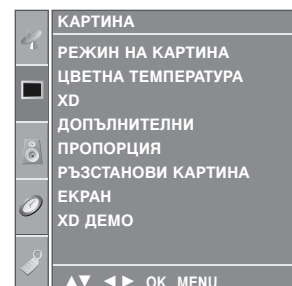 КАРТИНА
РЕЖИН НА КАРТИНА
ЦВЕТНА ТЕМПЕРАТУРА
XD
ДОПЪЛНИТЕЛНИ
ПРОПОРЦИЯ
РЪЗСТАНОВИ КАРТИНА
ЕКРАН
XD ДЕМО
▲▼ ◄► OK MENU